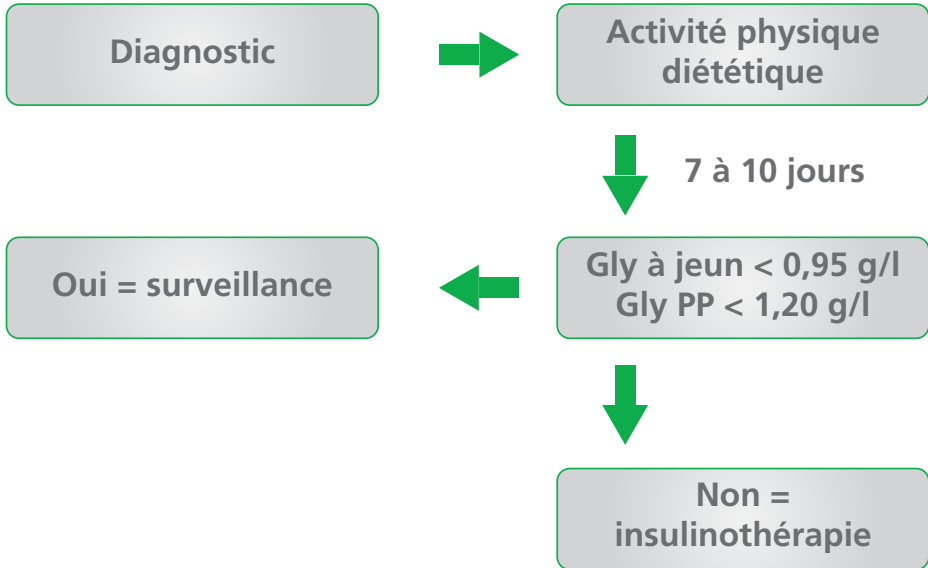 Diagnostic
Activité physique
diététique
7 à 10 jours
Oui = surveillance
Gly à jeun < 0,95 g/l
Gly PP < 1,20 g/l
Non =
insulinothérapie